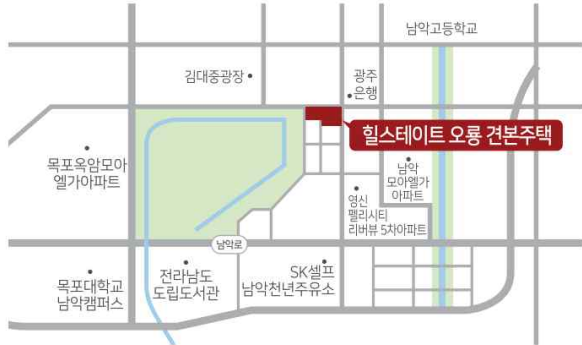 남악고등학교
김대중광장
광주
은행
힐스테이트 오룡 견본주택
목포옥암모아
엘가아파트
남악
모아엘가
아파트
영신
펠리시티
리버뷰 5차아파트
남악로
목포대학교
남악캠퍼스
전라남도
도립도서관
SK셀프
남악천년주유소